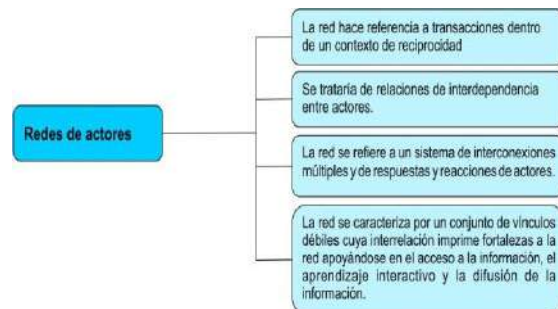 La red hace referencia a transacciones dentro
de un contexto de reciprocidad
Se trataría de relaciones de interdependencia
entre actores.
Redes de actores
La red se refiere a un sistema de interconexiones
múltiples y de respuestas y reacciones de actores.
La red se caracteriza por un conjunto de vínculos
débiles cuya interrelación imprime fortalezas a la
red apoyándose en el acceso a la información, el
aprendizaje interactivo y la difusión de la
información.